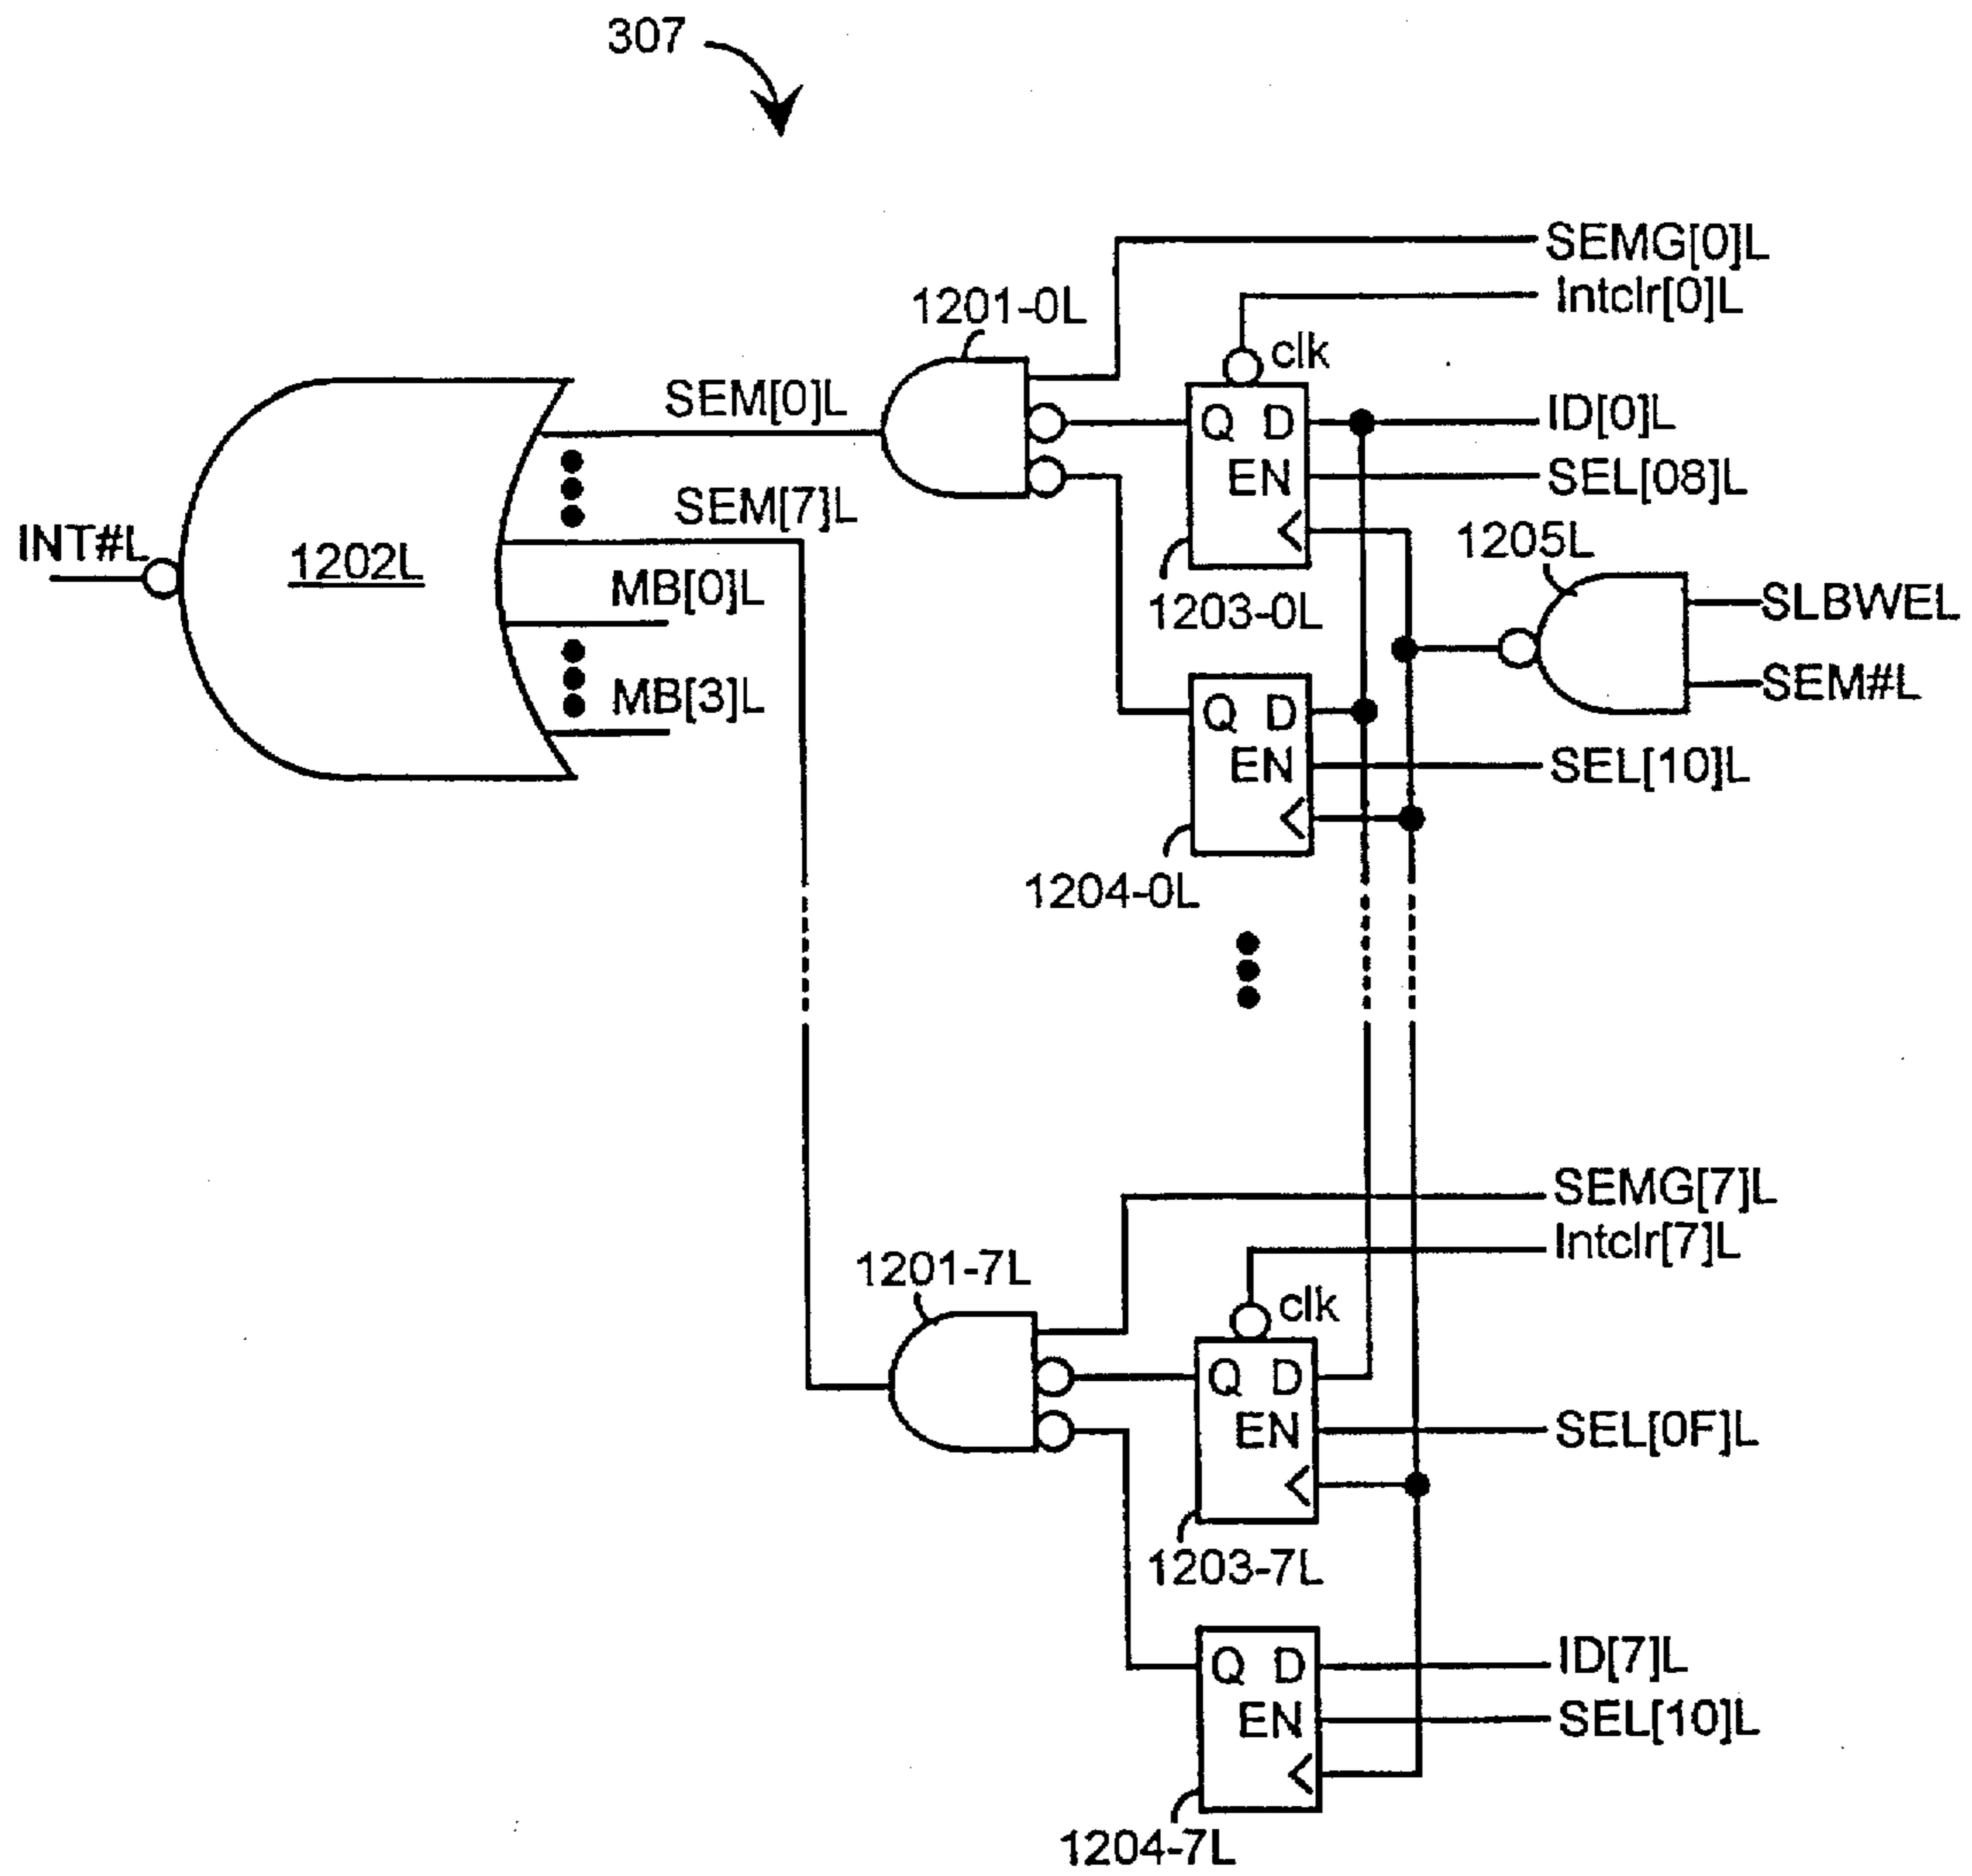 307
SEMG[0]L
Intclr[0]L
1201-0L
clk
SEM[0]L
Q D
ID[0]L
EN
SEL[08]L
SEM[7]L
1205L
INT#L
1202L
MB[0]L
1203-0L
SLBWEL
SEM#L
MB[3]L
Q D
EN
SEL[10]L
1204-0L
SEMG[7]L
Intclr[7]L
1201-7L
clk
Q D
EN
SEL[0F]L
1203-7L
Q D
ID[7]L
EN
SEL[10]L
1204-7L